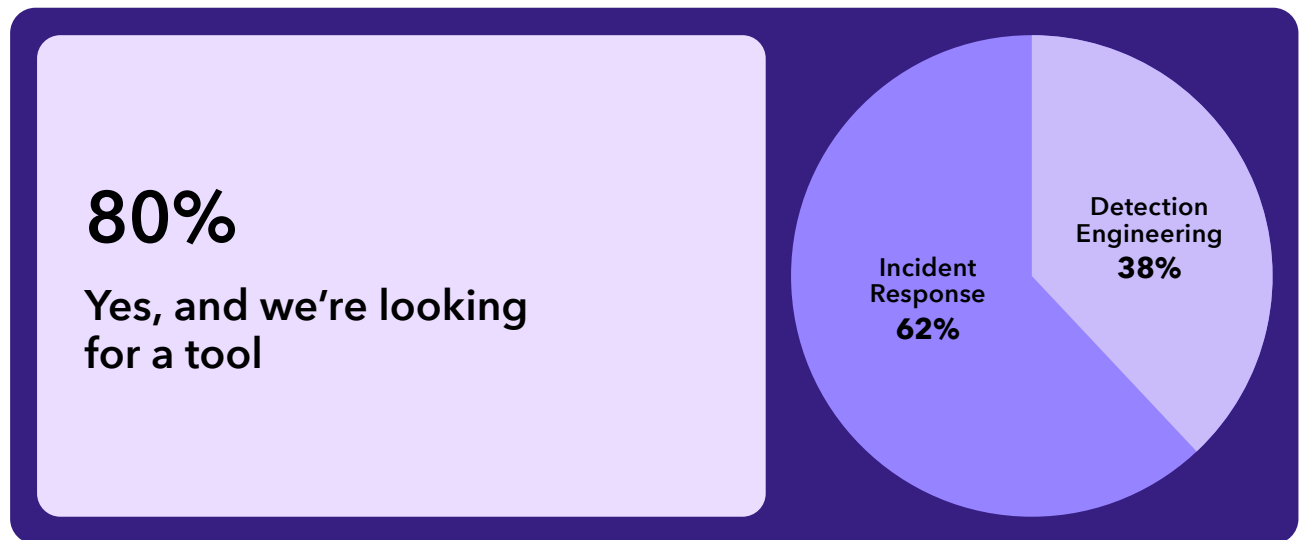 80%
Yes, and we’re looking
for a tool
Incident
Response
62%
Detection
Engineering
38%